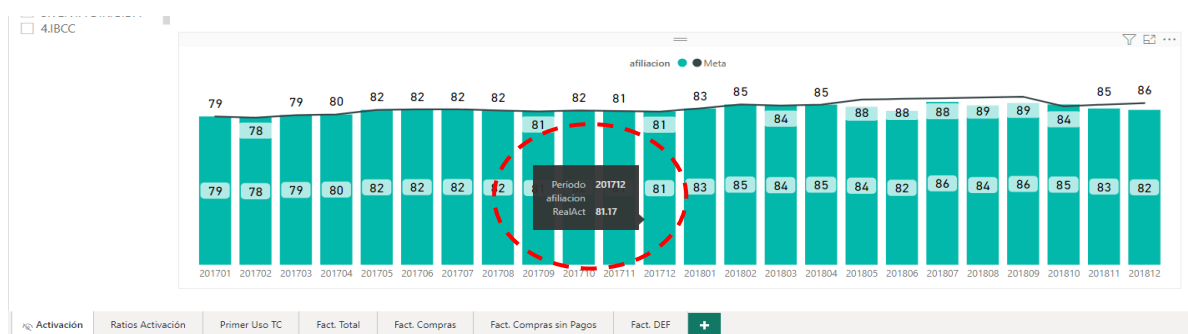 4.IBCC
afiliacion Meta
79 79 80 82 82 82 82 82 81 83 85 85 85 86
78 81 81 84 88 88 88 89 89 84
79 78 79 80 82 82 82 82 81 83 85 84 85 84 82 86 84 86 85 83 82
Periodo 201712
afiliacion
RealAct 81.17
201701 201702 201703 201704 201705 201706 201707 201708 201709 201710 201711 201712 201801 201802 201803 201804 201805 201806 201807 201808 201809 201810 201811 201812
Activación Ratios Activación Primer Uso TC Fact. Total Fact. Compras Fact. Compras sin Pagos Fact. DEF +